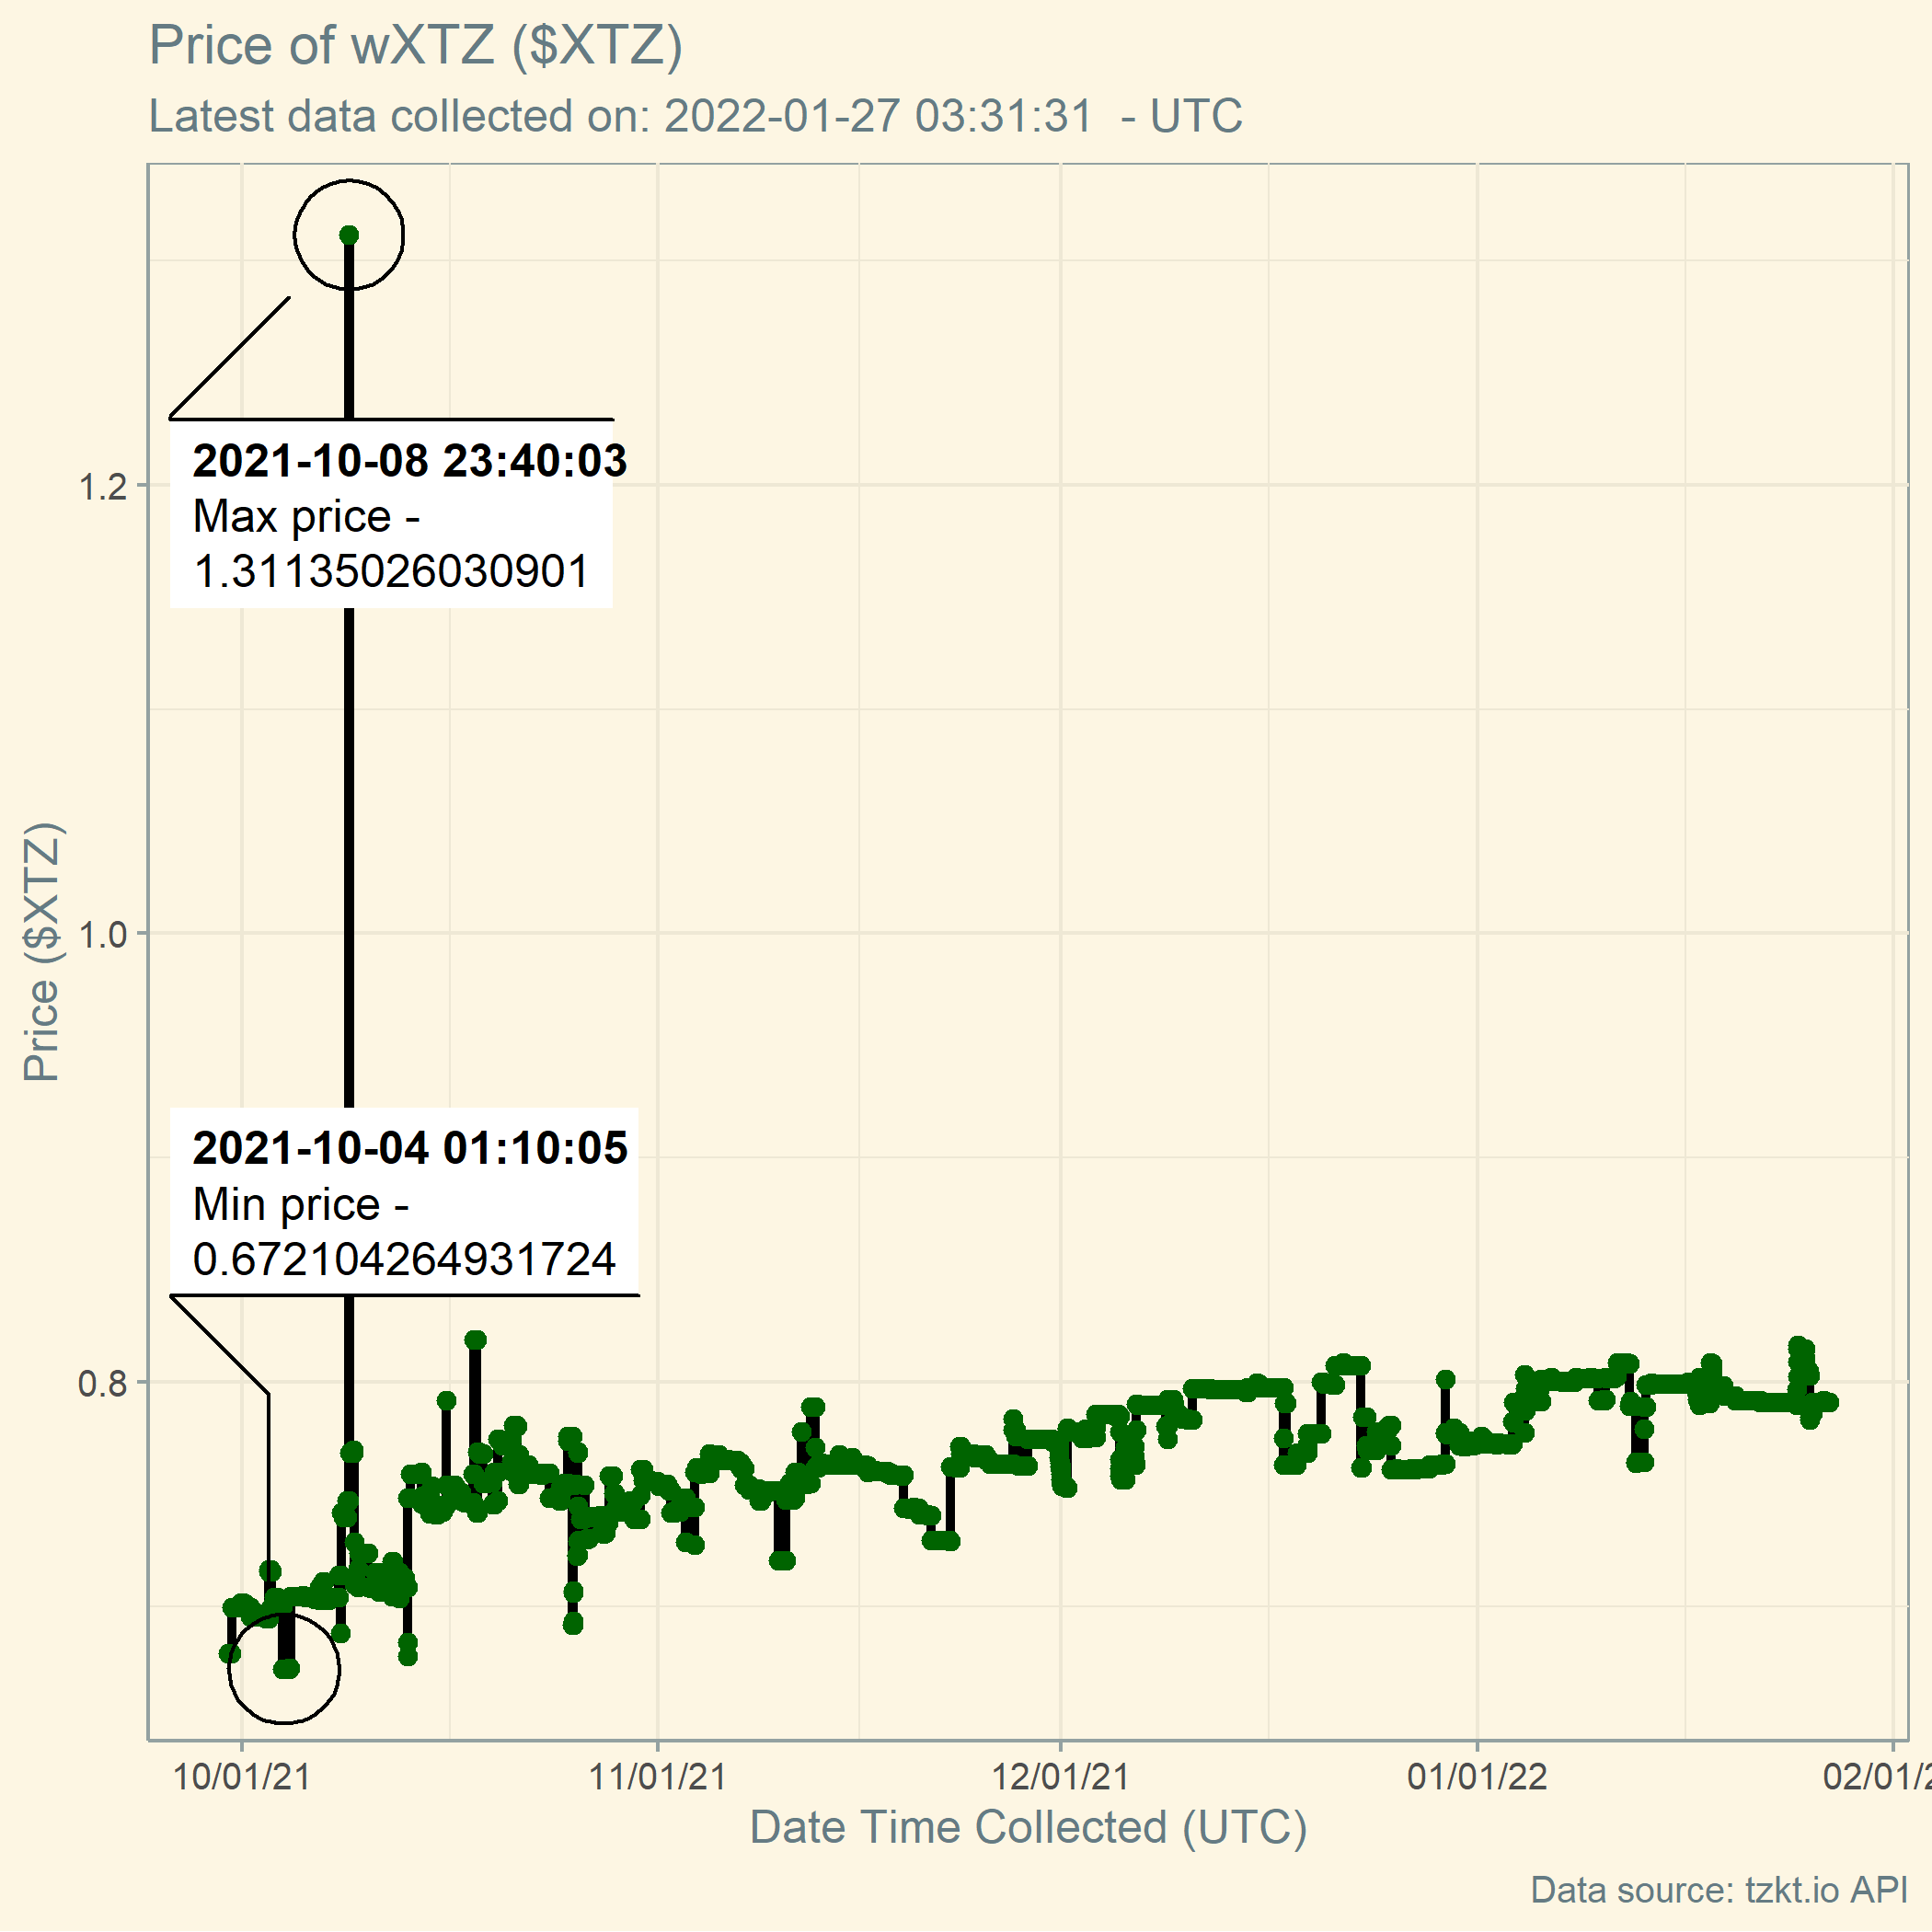 Price of wXTZ ($XTZ)
Latest data collected on: 2022-01-27 03:31:31  - UTC
2021-10-08 23:40:03
Max price -
1.31135026030901
1.2
1.0
Price ($XTZ)
2021-10-04 01:10:05
Min price -
0.672104264931724
0.8
10/01/21
11/01/21
12/01/21
01/01/22
02/01/2
Date Time Collected (UTC)
Data source: tzkt.io API